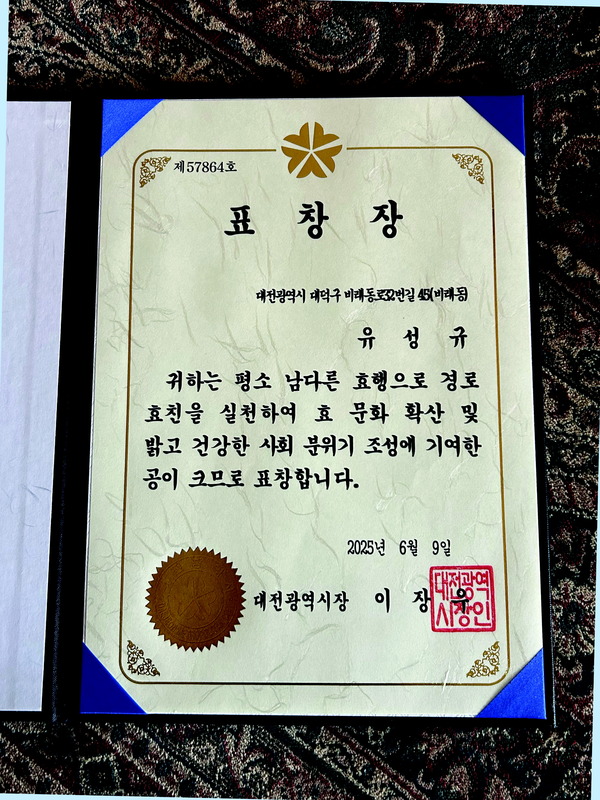 제57864호
표 창 장
대전광역시 대덕구 비래동로32번길 45(비래동)
유 성 규
귀하는 평소 남다른 효행으로 경로
효친을 실천하여 효 문화 확산 및
밝고 건강한 사회 분위기 조성에 기여한
공이 크므로 표창합니다.
2025년 6월 9일
대전광역시장 이 장 우
대전광역
시장인